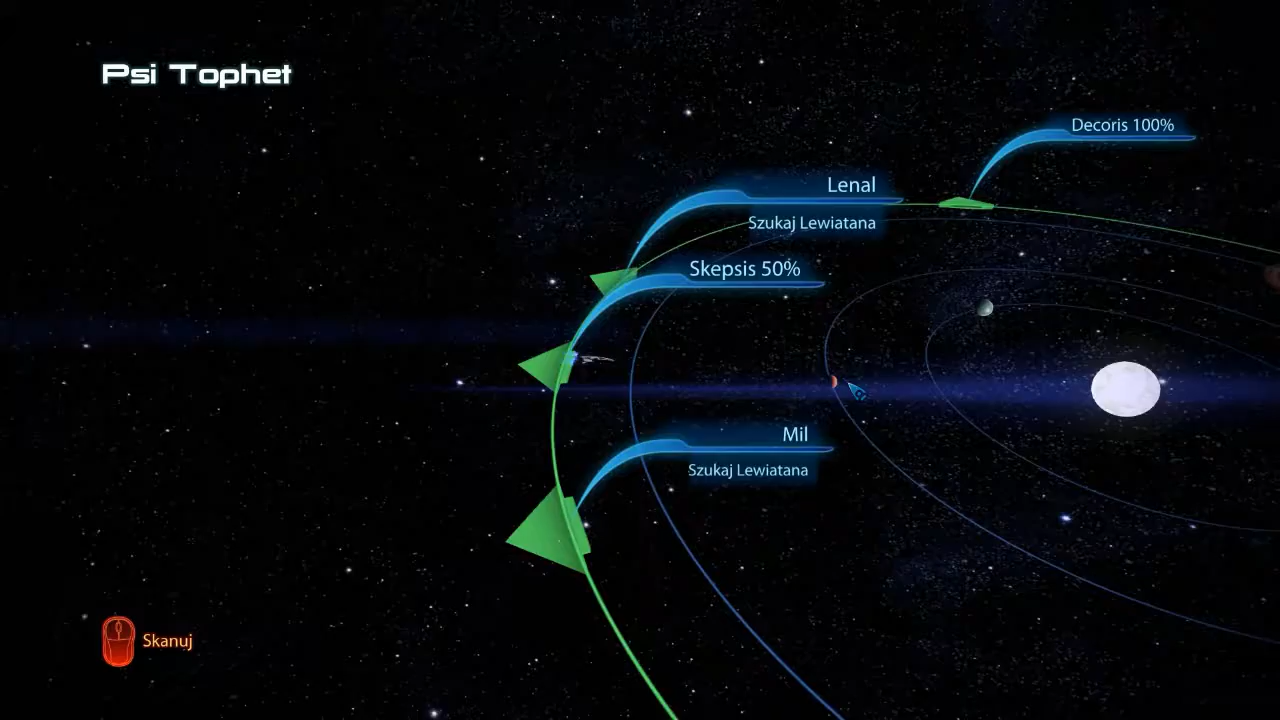 Psi Tophet
Decoris 100%
Lenal
Szukaj Lewiatana
Skepsis 50%
Mil
Szukaj Lewiatana
Skanuj